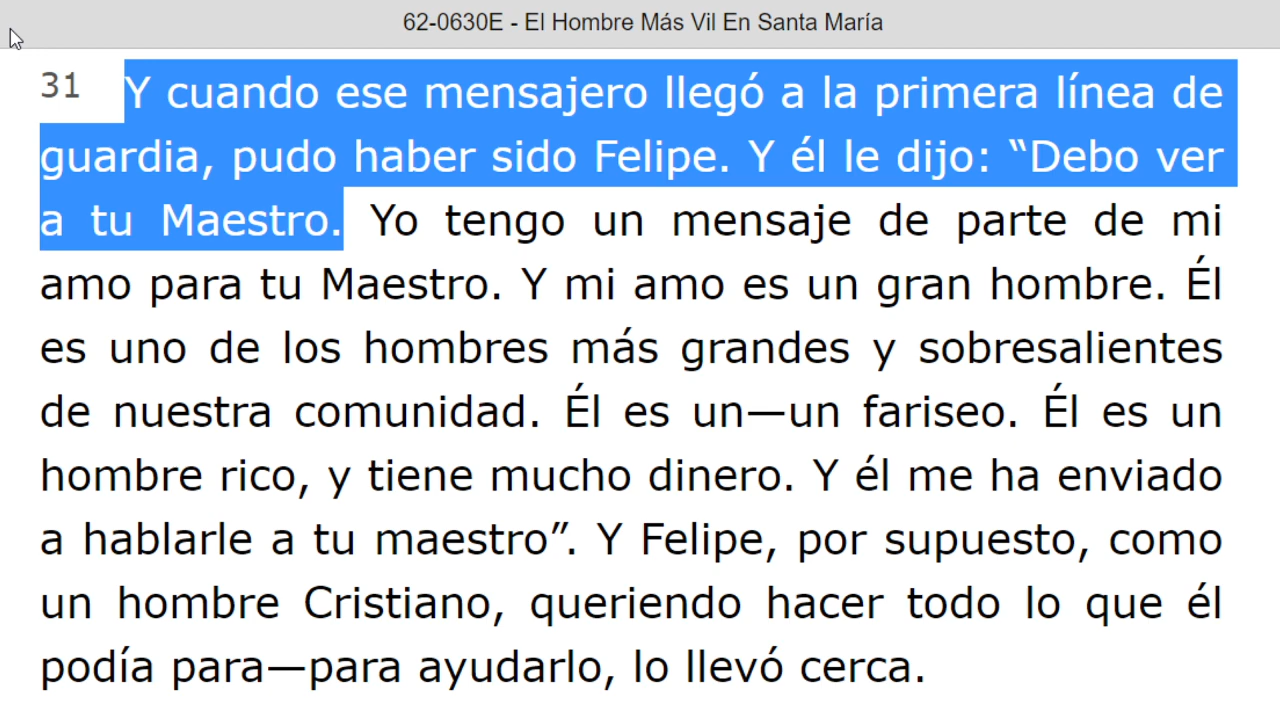 62-0630E - El Hombre Más Vil En Santa María
31 Y cuando ese mensajero llegó a la primera línea de
guardia, pudo haber sido Felipe. Y él le dijo: “Debo ver
a tu Maestro. Yo tengo un mensaje de parte de mi
amo para tu Maestro. Y mi amo es un gran hombre. Él
es uno de los hombres más grandes y sobresalientes
de nuestra comunidad. Él es un—un fariseo. Él es un
hombre rico, y tiene mucho dinero. Y él me ha enviado
a hablarle a tu maestro”. Y Felipe, por supuesto, como
un hombre Cristiano, queriendo hacer todo lo que él
podía para—para ayudarlo, lo llevó cerca.